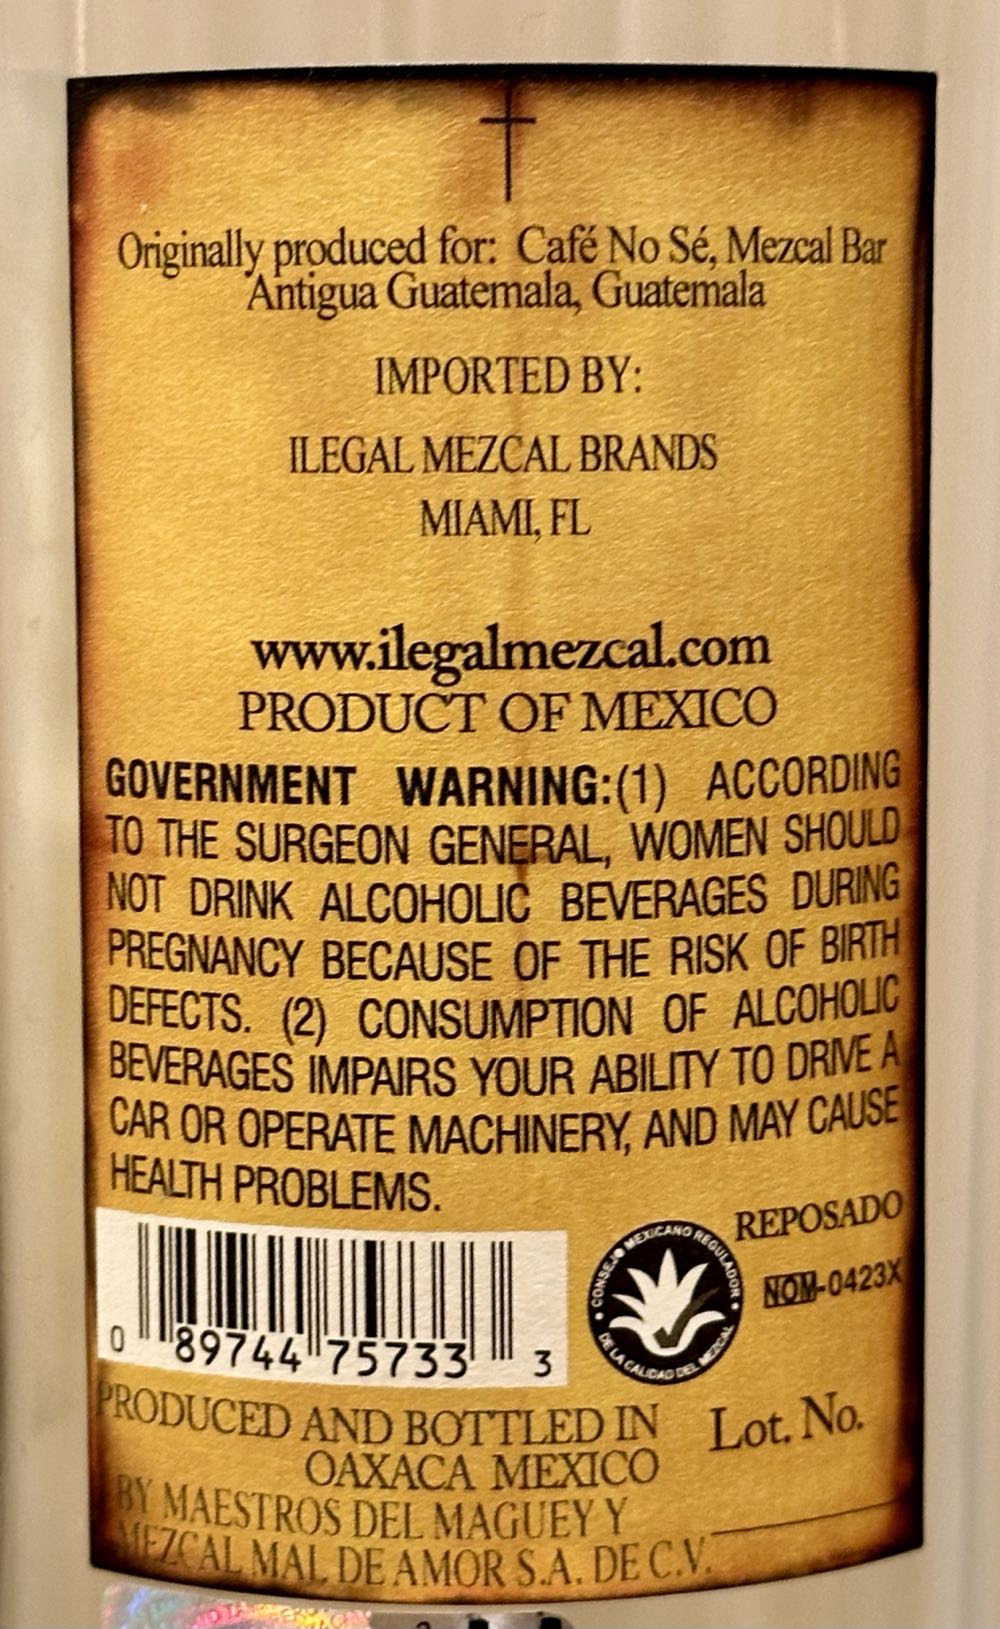 Originally produced for: Café No Sé, Mezcal Bar
Antigua Guatemala, Guatemala
IMPORTED BY:
ILEGAL MEZCAL BRANDS
MIAMI, FL
www.ilegalmezcal.com
PRODUCT OF MEXICO
GOVERNMENT WARNING:(1) ACCORDING
TO THE SURGEON GENERAL, WOMEN SHOULD
NOT DRINK ALCOHOLIC BEVERAGES DURING
PREGNANCY BECAUSE OF THE RISK OF BIRTH
DEFECTS. (2) CONSUMPTION OF ALCOHOLIC
BEVERAGES IMPAIRS YOUR ABILITY TO DRIVE A
CAR OR OPERATE MACHINERY, AND MAY CAUSE
HEALTH PROBLEMS.
REPOSADO
NOM-0423X
CONSEJO MEXICANO REGULADOR
DE LA CALIDAD DEL MEZCAL
0 89744 75733 3
PRODUCED AND BOTTLED IN
OAXACA MEXICO
Lot. No.
BY MAESTROS DEL MAGUEY Y
MEZCAL MAL DE AMOR S.A. DE C.V.